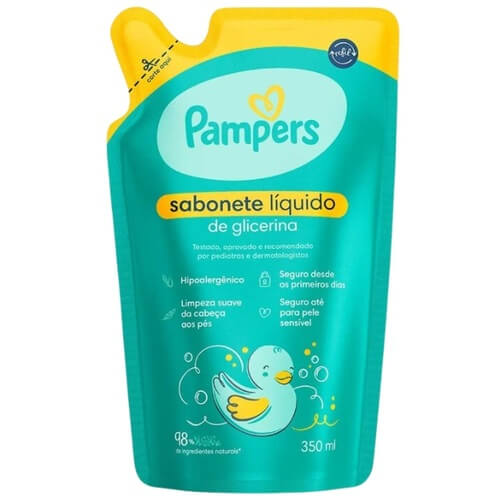 corte aqui
refil
Pampers
sabonete líquido
de glicerina
Testado, aprovado e recomendado
por pediatras e dermatologistas
Hipoalergênico
Seguro desde
os primeiros dias
Limpeza suave
da cabeça
aos pés
Seguro até
para pele
sensível
98%
de ingredientes naturais*
350 ml